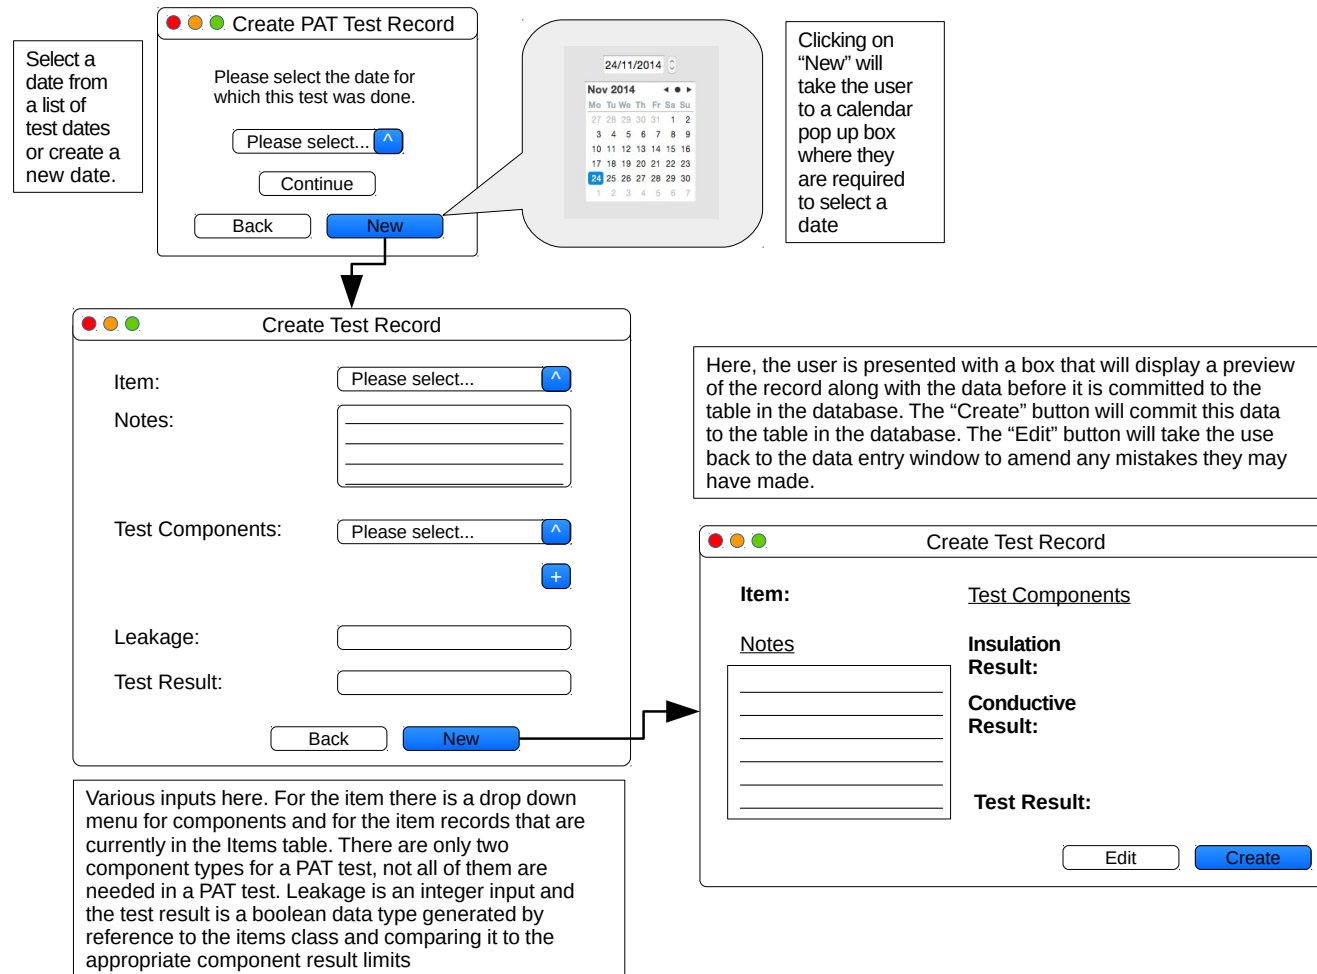 Select a
date from
a list of
test dates
or create a
new date.
Create PAT Test Record
Please select the date for
which this test was done.
Please select... ^
Continue
Back New
24/11/2014
Nov 2014
Mo Tu We Th Fr Sa Su
27 28 29 30 31 1 2
3 4 5 6 7 8 9
10 11 12 13 14 15 16
17 18 19 20 21 22 23
24 25 26 27 28 29 30
1 2 3 4 5 6 7
Clicking on
“New” will
take the user
to a calendar
pop up box
where they
are required
to select a
date
Create Test Record
Item: Please select... ^
Notes:
Test Components: Please select... ^
+
Leakage:
Test Result:
Back New
Various inputs here. For the item there is a drop down
menu for components and for the item records that are
currently in the Items table. There are only two
component types for a PAT test, not all of them are
needed in a PAT test. Leakage is an integer input and
the test result is a boolean data type generated by
reference to the items class and comparing it to the
appropriate component result limits
Here, the user is presented with a box that will display a preview
of the record along with the data before it is committed to the
table in the database. The “Create” button will commit this data
to the table in the database. The “Edit” button will take the use
back to the data entry window to amend any mistakes they may
have made.
Create Test Record
Item:
Notes
Test Components
Insulation
Result:
Conductive
Result:
Test Result:
Edit Create